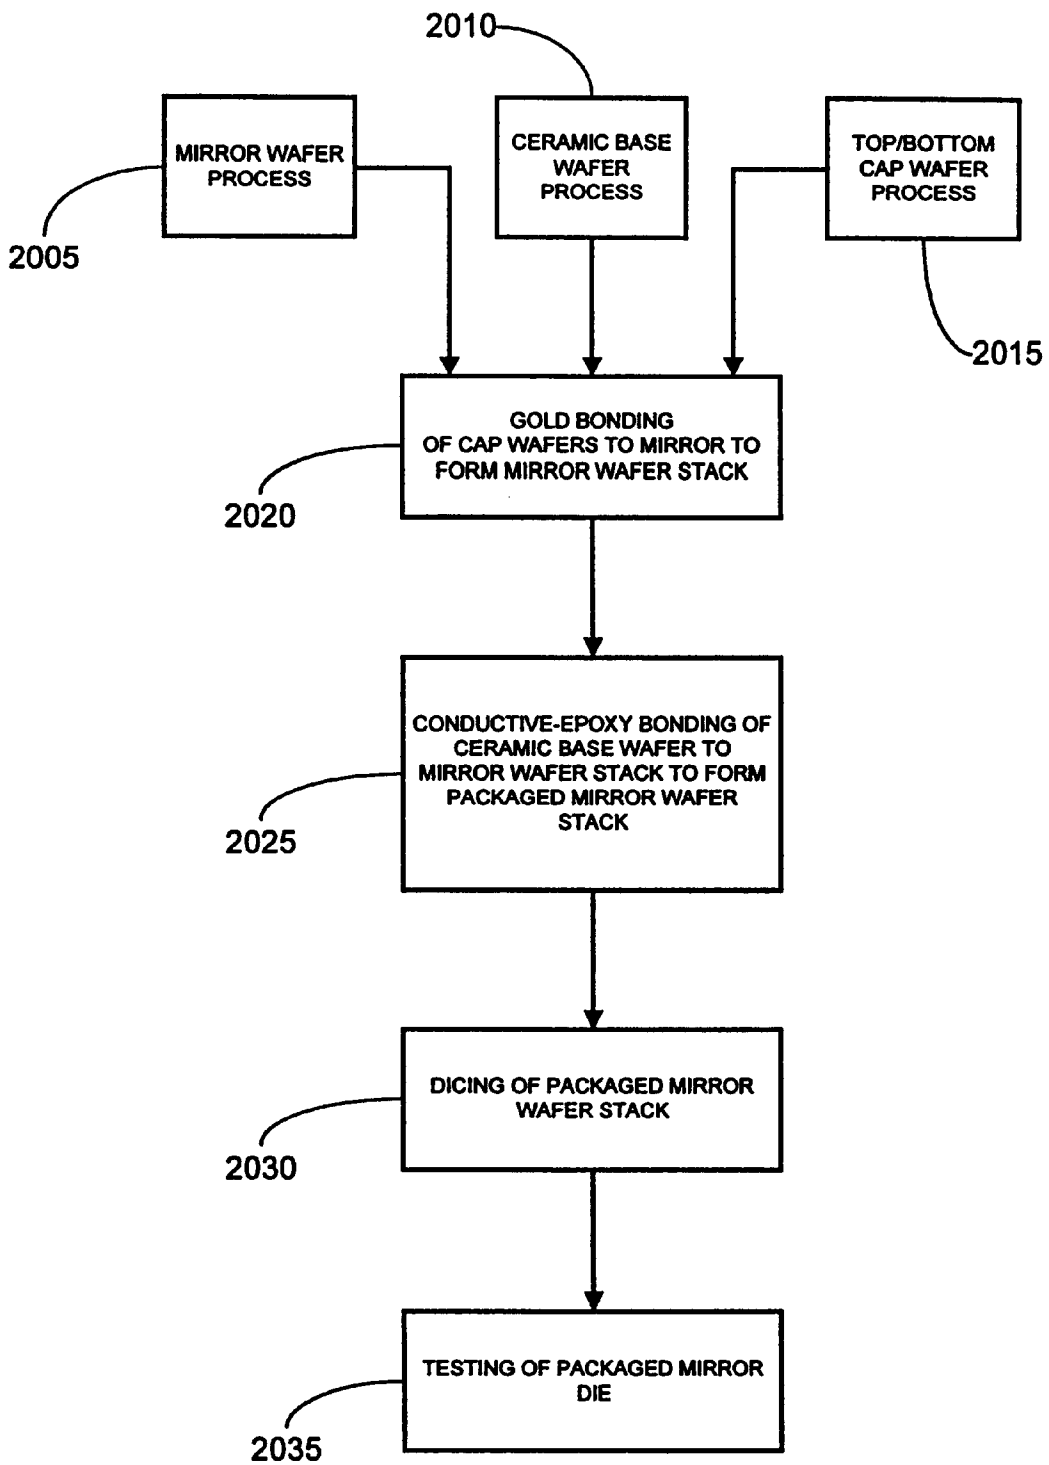 2010
MIRROR WAFER
PROCESS
CERAMIC BASE
WAFER
PROCESS
TOP/BOTTOM
CAP WAFER
PROCESS
2005
2015
GOLD BONDING
OF CAP WAFERS TO MIRROR TO
FORM MIRROR WAFER STACK
2020
CONDUCTIVE-EPOXY BONDING OF
CERAMIC BASE WAFER TO
MIRROR WAFER STACK TO FORM
PACKAGED MIRROR WAFER
STACK
2025
DICING OF PACKAGED MIRROR
WAFER STACK
2030
TESTING OF PACKAGED MIRROR
DIE
2035